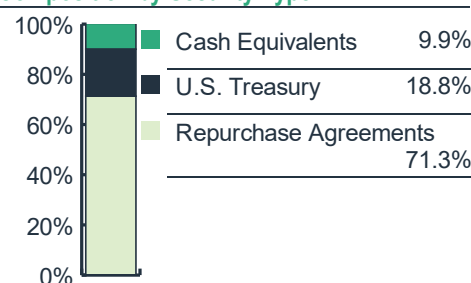 100%
Cash Equivalents 9.9%
80%
U.S. Treasury 18.8%
60%
Repurchase Agreements
71.3%
40%
20%
0%